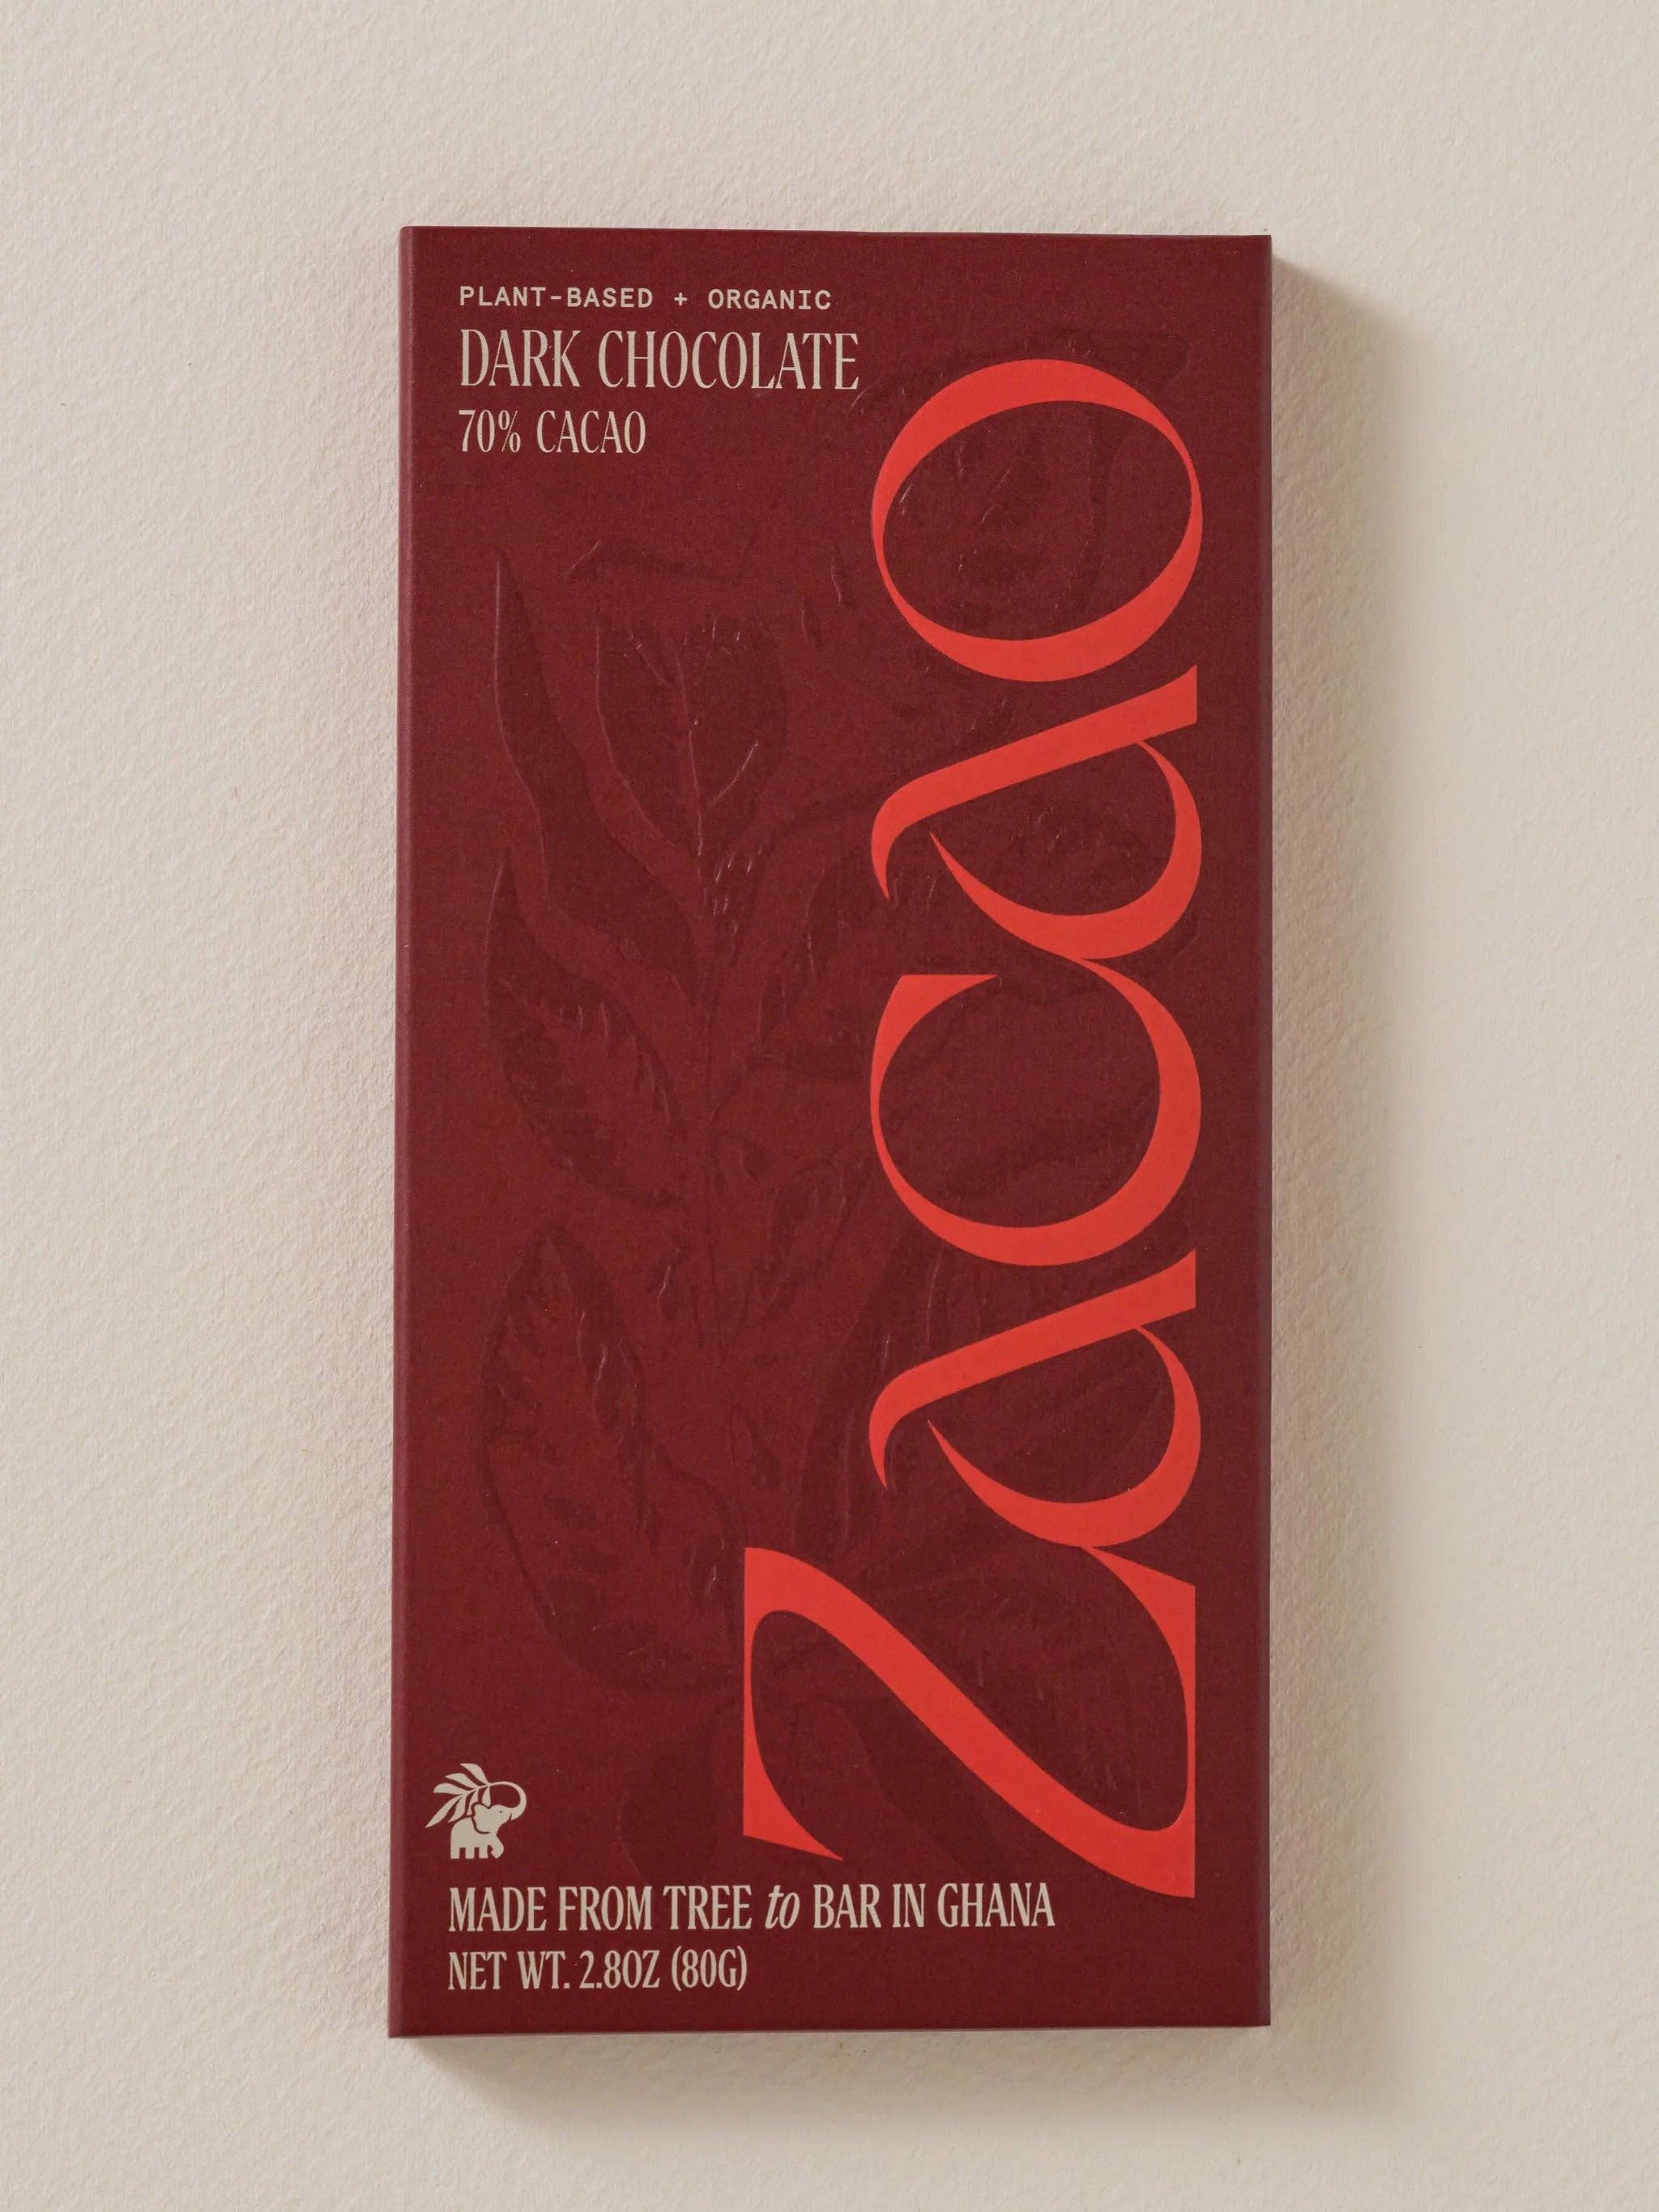 PLANT-BASED + ORGANIC
DARK CHOCOLATE
70% CACAO
zacao
MADE FROM TREE to BAR IN GHANA
NET WT. 2.8OZ (80G)